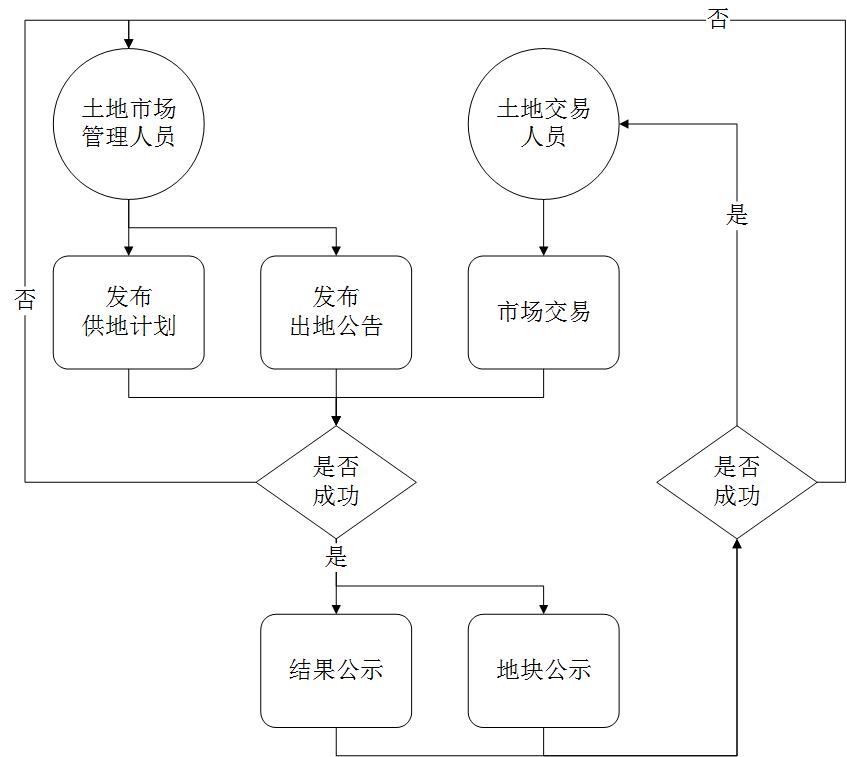 否
土地市场
管理人员
土地交易
人员
是
否
发布
供地计划
发布
出地公告
市场交易
是否
成功
是否
成功
是
结果公示
地块公示